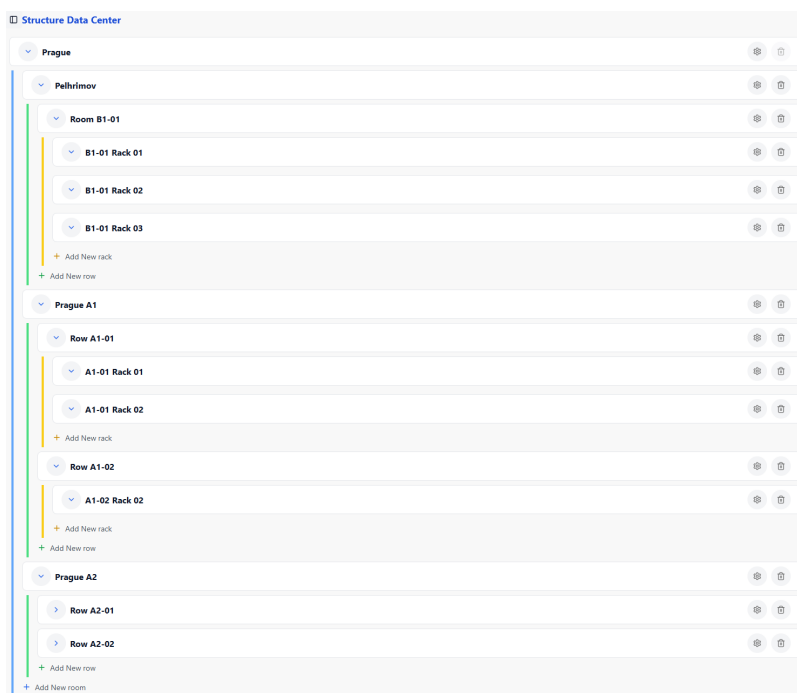 Structure Data Center
Prague
Pelhrimov
Room B1-01
B1-01 Rack 01
B1-01 Rack 02
B1-01 Rack 03
+ Add New rack
+ Add New row
Prague A1
Row A1-01
A1-01 Rack 01
A1-01 Rack 02
+ Add New rack
Row A1-02
A1-02 Rack 02
+ Add New rack
+ Add New row
Prague A2
Row A2-01
Row A2-02
+ Add New row
+ Add New room